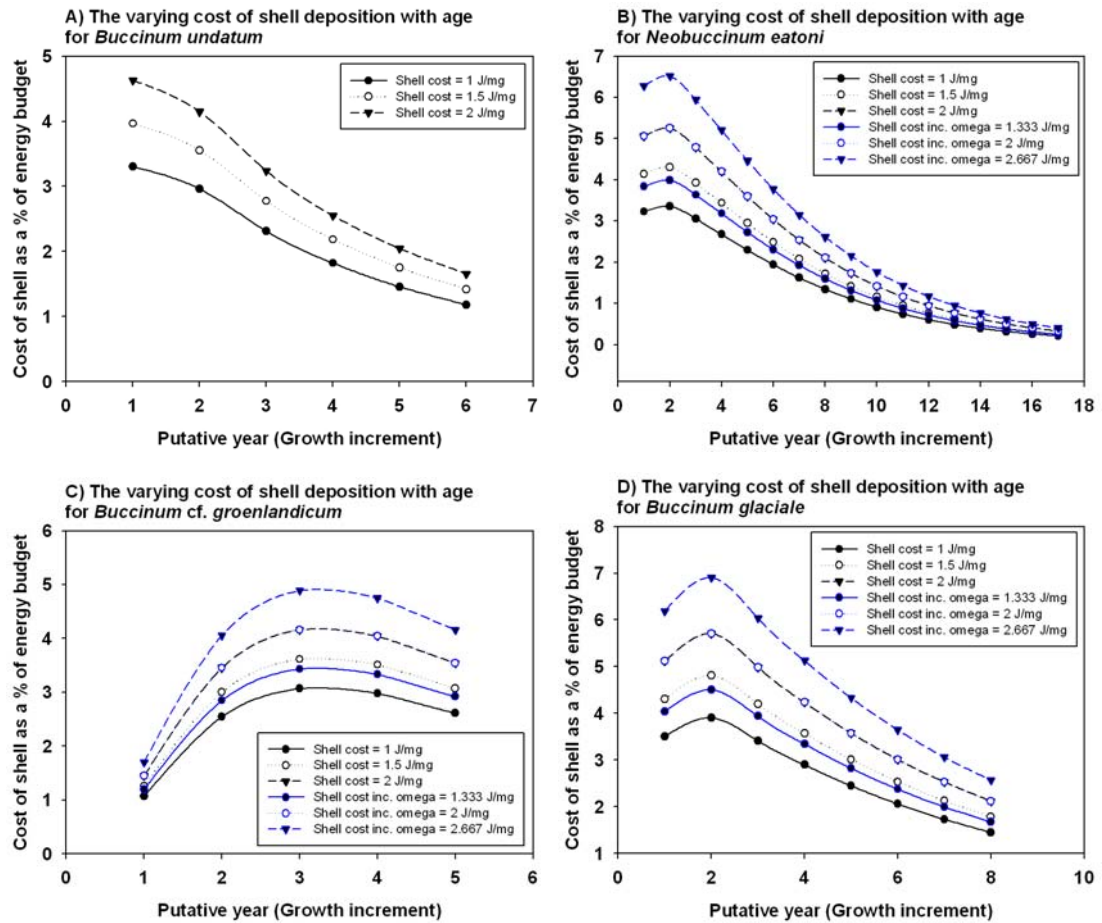 A) The varying cost of shell deposition with age
for Buccinum undatum
Cost of shell as a % of energy budget
5
4
3
2
1
0
Shell cost = 1 J/mg
Shell cost = 1.5 J/mg
Shell cost = 2 J/mg
0 1 2 3 4 5 6 7
Putative year (Growth increment)
B) The varying cost of shell deposition with age
for Neobuccinum eatoni
Cost of shell as a % of energy budget
7
6
5
4
3
2
1
0
Shell cost = 1 J/mg
Shell cost = 1.5 J/mg
Shell cost = 2 J/mg
Shell cost inc. omega = 1.333 J/mg
Shell cost inc. omega = 2 J/mg
Shell cost inc. omega = 2.667 J/mg
0 2 4 6 8 10 12 14 16 18
Putative year (Growth increment)
C) The varying cost of shell deposition with age
for Buccinum cf. groenlandicum
Cost of shell as a % of energy budget
6
5
4
3
2
1
0
Shell cost = 1 J/mg
Shell cost = 1.5 J/mg
Shell cost = 2 J/mg
Shell cost inc. omega = 1.333 J/mg
Shell cost inc. omega = 2 J/mg
Shell cost inc. omega = 2.667 J/mg
0 1 2 3 4 5 6
Putative year (Growth increment)
D) The varying cost of shell deposition with age
for Buccinum glaciale
Cost of shell as a % of energy budget
8
7
6
5
4
3
2
1
Shell cost = 1 J/mg
Shell cost = 1.5 J/mg
Shell cost = 2 J/mg
Shell cost inc. omega = 1.333 J/mg
Shell cost inc. omega = 2 J/mg
Shell cost inc. omega = 2.667 J/mg
0 2 4 6 8 10
Putative year (Growth increment)